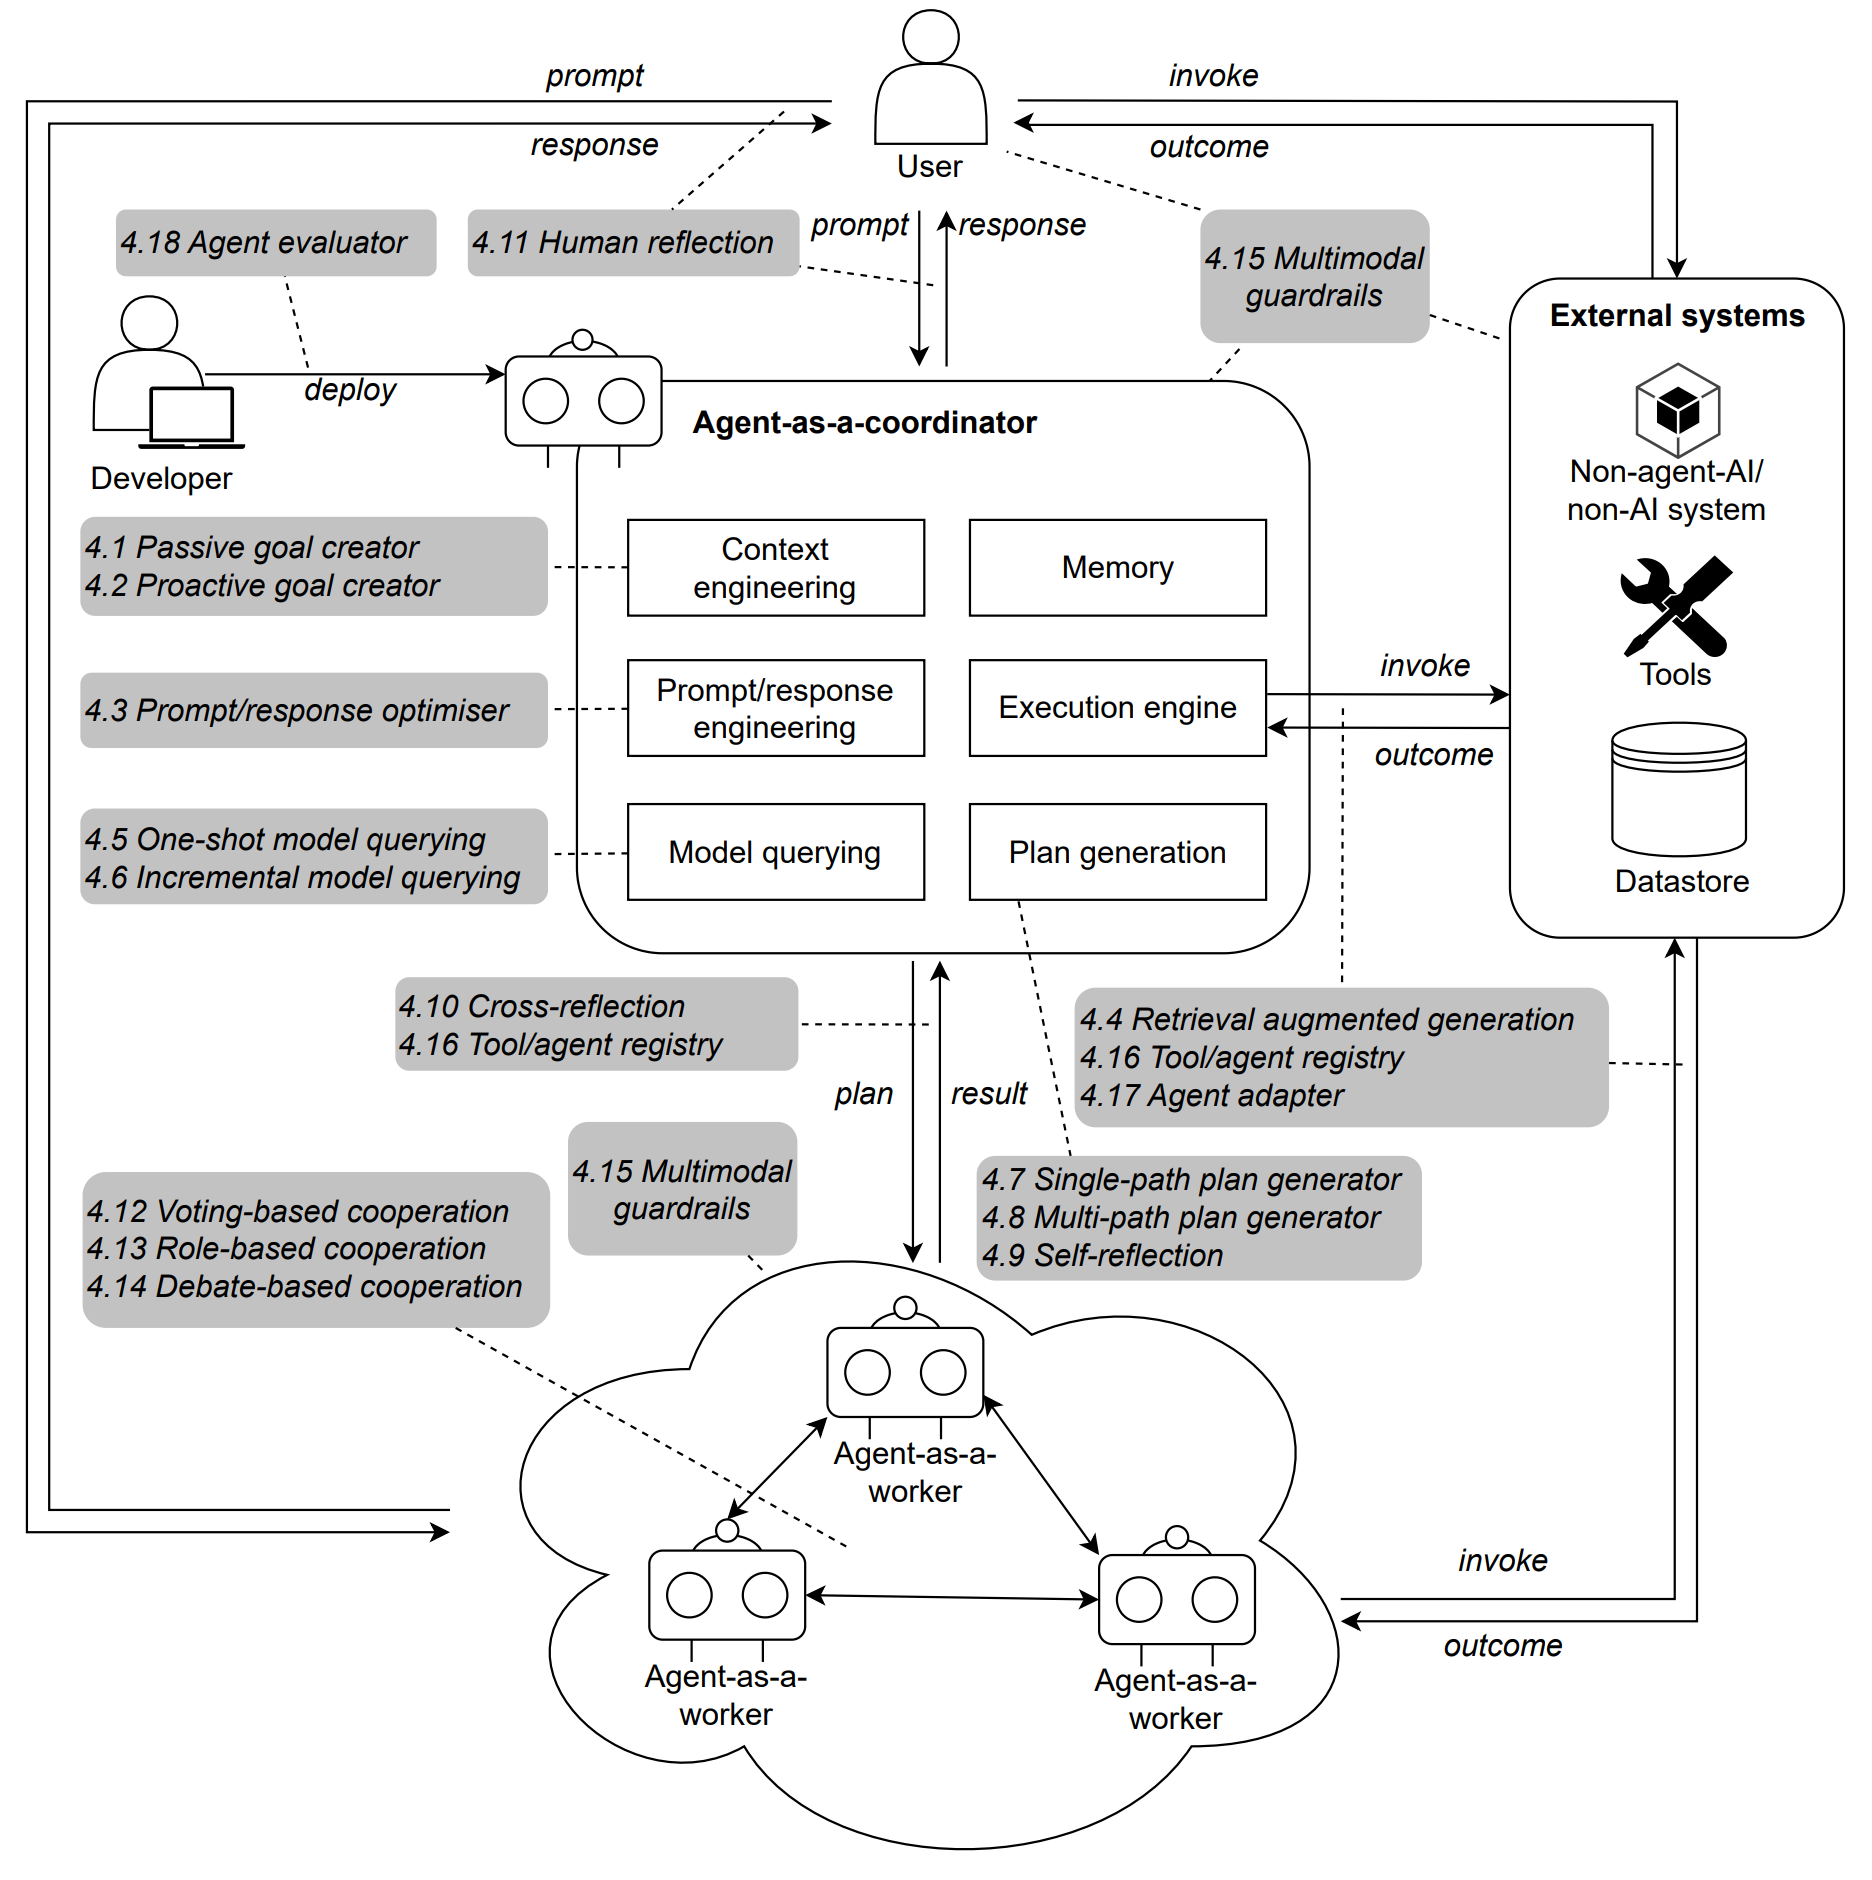 prompt
response
User
invoke
outcome
prompt
response
4.18 Agent evaluator
4.11 Human reflection
4.15 Multimodal
guardrails
Developer
deploy
Agent-as-a-coordinator
External systems
Non-agent-AI/
non-AI system
Tools
Datastore
4.1 Passive goal creator
4.2 Proactive goal creator
Context
engineering
Memory
4.3 Prompt/response optimiser
Prompt/response
engineering
Execution engine
invoke
outcome
4.5 One-shot model querying
4.6 Incremental model querying
Model querying
Plan generation
4.10 Cross-reflection
4.16 Tool/agent registry
plan
result
4.4 Retrieval augmented generation
4.16 Tool/agent registry
4.17 Agent adapter
4.15 Multimodal
guardrails
4.7 Single-path plan generator
4.8 Multi-path plan generator
4.9 Self-reflection
4.12 Voting-based cooperation
4.13 Role-based cooperation
4.14 Debate-based cooperation
Agent-as-a-
worker
Agent-as-a-
worker
Agent-as-a-
worker
invoke
outcome